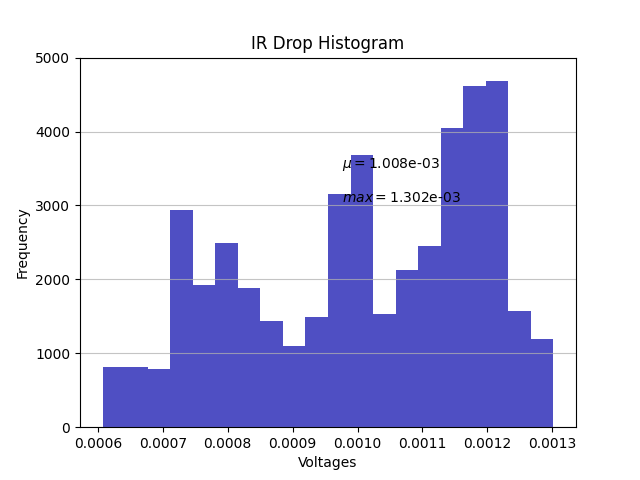 IR Drop Histogram
5000
4000
3000
2000
1000
0
Frequency
μ = 1.008e-03
max = 1.302e-03
0.0006 0.0007 0.0008 0.0009 0.0010 0.0011 0.0012 0.0013
Voltages